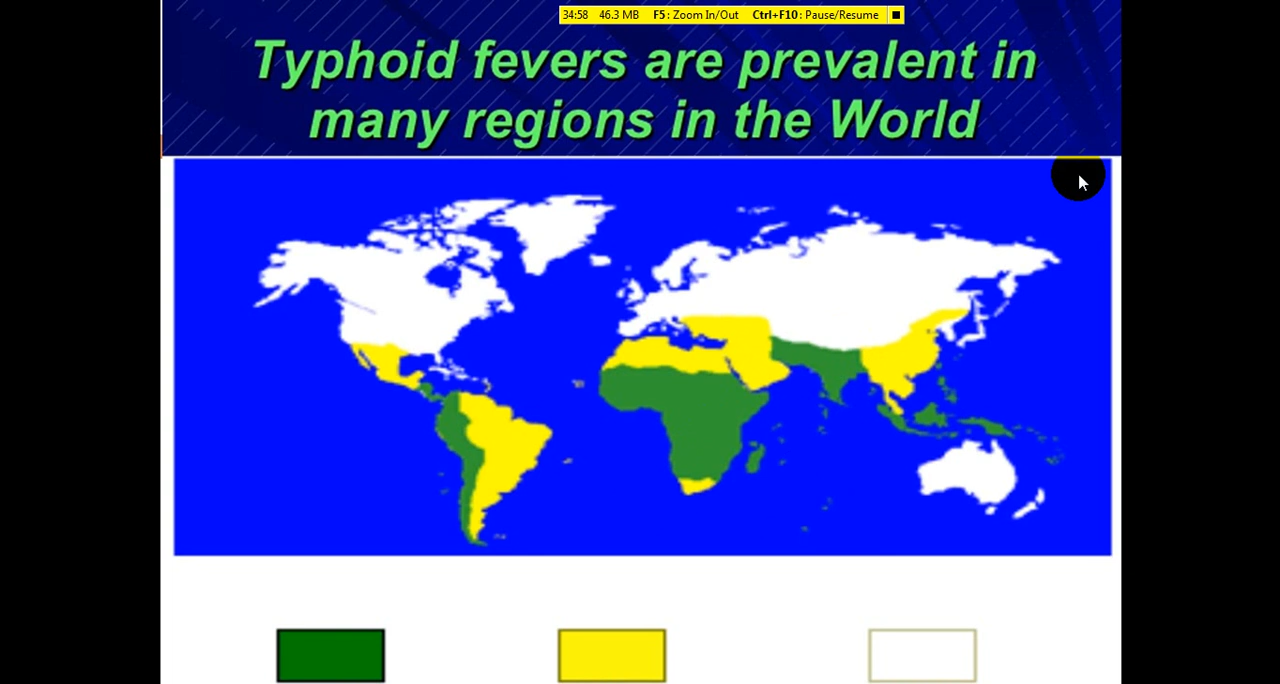 34:58 46.3 MB F5: Zoom In/Out Ctrl+F10: Pause/Resume
Typhoid fevers are prevalent in
many regions in the World